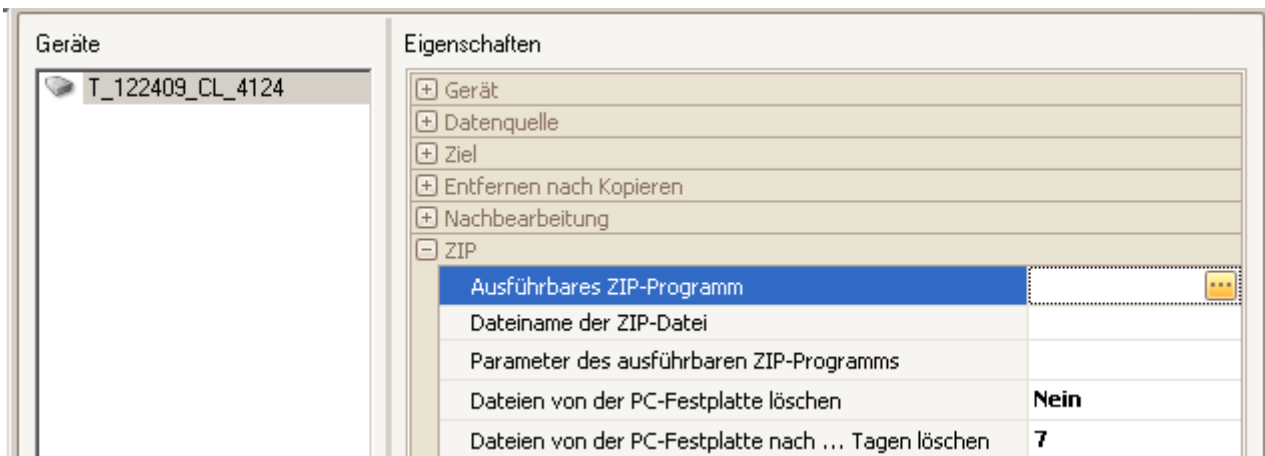 Geräte
T_122409_CL_4124
Eigenschaften
Gerät
Datenquelle
Ziel
Entfernen nach Kopieren
Nachbearbeitung
ZIP
Ausführbares ZIP-Programm
Dateiname der ZIP-Datei
Parameter des ausführbaren ZIP-Programms
Dateien von der PC-Festplatte löschen Nein
Dateien von der PC-Festplatte nach ... Tagen löschen 7